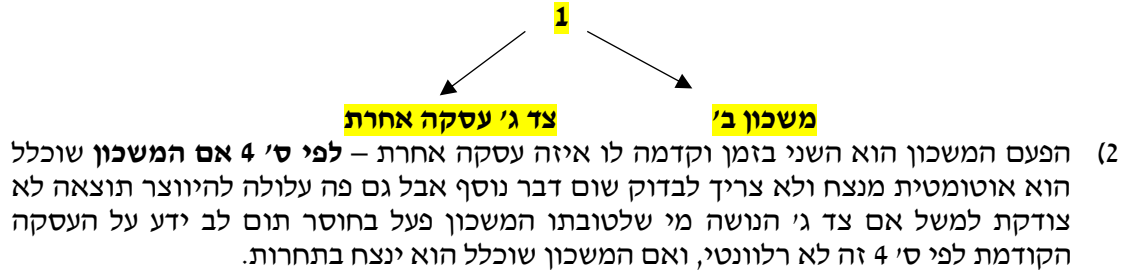 1
משכון ב׳ צד ג׳ עסקה אחרת
2) הפעם המשכון הוא השני בזמן וקדמה לו איזה עסקה אחרת – לפי ס׳ 4 אם המשכון שוכלל
הוא אוטומטית מנצח ולא צריך לבדוק שום דבר נוסף אבל גם פה עלולה להיווצר תוצאה לא
צודקת למשל אם צד ג׳ הנושה מי שלטובתו המשכון פעל בחוסר תום לב ידע על העסקה
הקודמת לפי ס׳ 4 זה לא רלוונטי, ואם המשכון שוכלל הוא ינצח בתחרות.